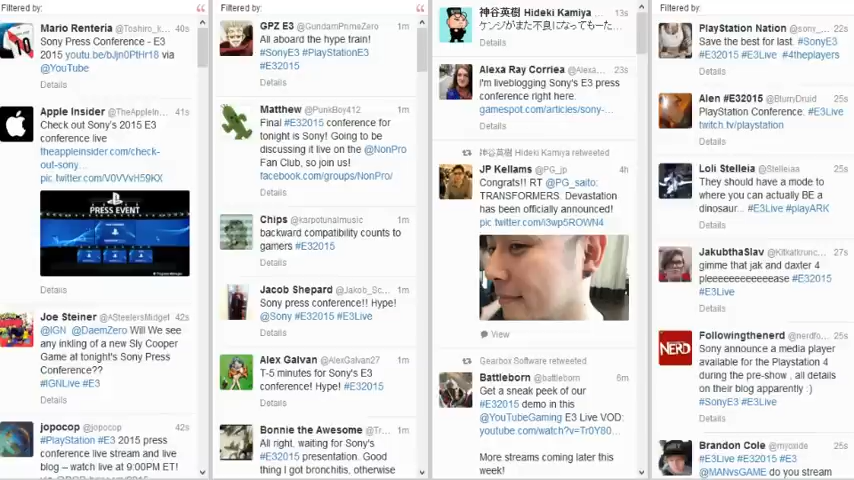 Filtered by:
Mario Renteria @Toshiro_k... 40s
Sony Press Conference - E3
2015 youtu.be/bJjn0PtHr18 via
@YouTube
Details
Apple Insider @TheAppleIn... 41s
Check out Sony's 2015 E3
conference live
theappleinsider.com/check-
out-sony...
pic.twitter.com/V0VVvH59KX
PRESS EVENT
Details
Joe Steiner @ASteelersMidget 42s
@IGN @DaemZero Will We see
any inkling of a new Sly Cooper
Game at tonight's Sony Press
Conference??
#IGNLive #E3
Details
jopocop @jopocop 42s
#PlayStation #E3 2015 press
conference live stream and live
blog – watch live at 9:00PM ET!
Filtered by:
GPZ E3 @GundamPrimeZero 1m
All aboard the hype train!
#SonyE3 #PlayStationE3
#E32015
Details
Matthew @PunkBoy412 1m
Final #E32015 conference for
tonight is Sony! Going to be
discussing it live on the @NonPro
Fan Club, so join us!
facebook.com/groups/NonPro/
Details
Chips @karpotunalmusic 1m
backward compatibility counts to
gamers #E32015
Details
Jacob Shepard @Jakob_Sc... 1m
Sony press conference!! Hype!
@Sony #E32015 #E3Live
Details
Alex Galvan @AlexGalvan27 1m
T-5 minutes for Sony's E3
conference! Hype! #E32015
Details
Bonnie the Awesome @Tr... 1m
All right, waiting for Sony's
#E32015 presentation. Good
thing I got bronchitis, otherwise
神谷英樹 Hideki Kamiya 13s
ケンジがまた不良になってもーた...
Details
Alexa Ray Corriea @Alexa... 23s
I'm liveblogging Sony's E3 press
conference right here.
gamespot.com/articles/sony-...
Details
神谷英樹 Hideki Kamiya retweeted
JP Kellams @PG_jp 4h
Congrats!! RT @PG_saito:
TRANSFORMERS: Devastation
has been officially announced!
pic.twitter.com/i3wp5ROWN4
View
Gearbox Software retweeted
Battleborn @battleborn 6m
Get a sneak peek of our
#E32015 demo in this
@YouTubeGaming E3 Live VOD:
youtube.com/watch?v=Tr0Y80...
More streams coming later this
week!
Filtered by:
PlayStation Nation @sony_... 22s
Save the best for last. #SonyE3
#E32015 #E3Live #4theplayers
Details
Alen #E32015 @BlurryDruid 25s
PlayStation Conference. #E3Live
twitch.tv/playstation
Details
Loli Stelleia @Stelleiaa 25s
They should have a mode to
where you can actually BE a
dinosaur.. #E3Live #playARK
Details
JakubthaSlav @Kitkatkrunc... 27s
gimme that jak and daxter 4
pleeeeeeeeeeease #E32015
#E3Live
Details
Followingthenerd @nerdfo... 25s
NERD
Sony announce a media player
available for the Playstation 4
during the pre-show , all details
on their blog apparently :)
#SonyE3 #E3Live
Details
Brandon Cole @myoxide 25s
#E3Live #E32015 #E3
@MANvsGAME do you stream